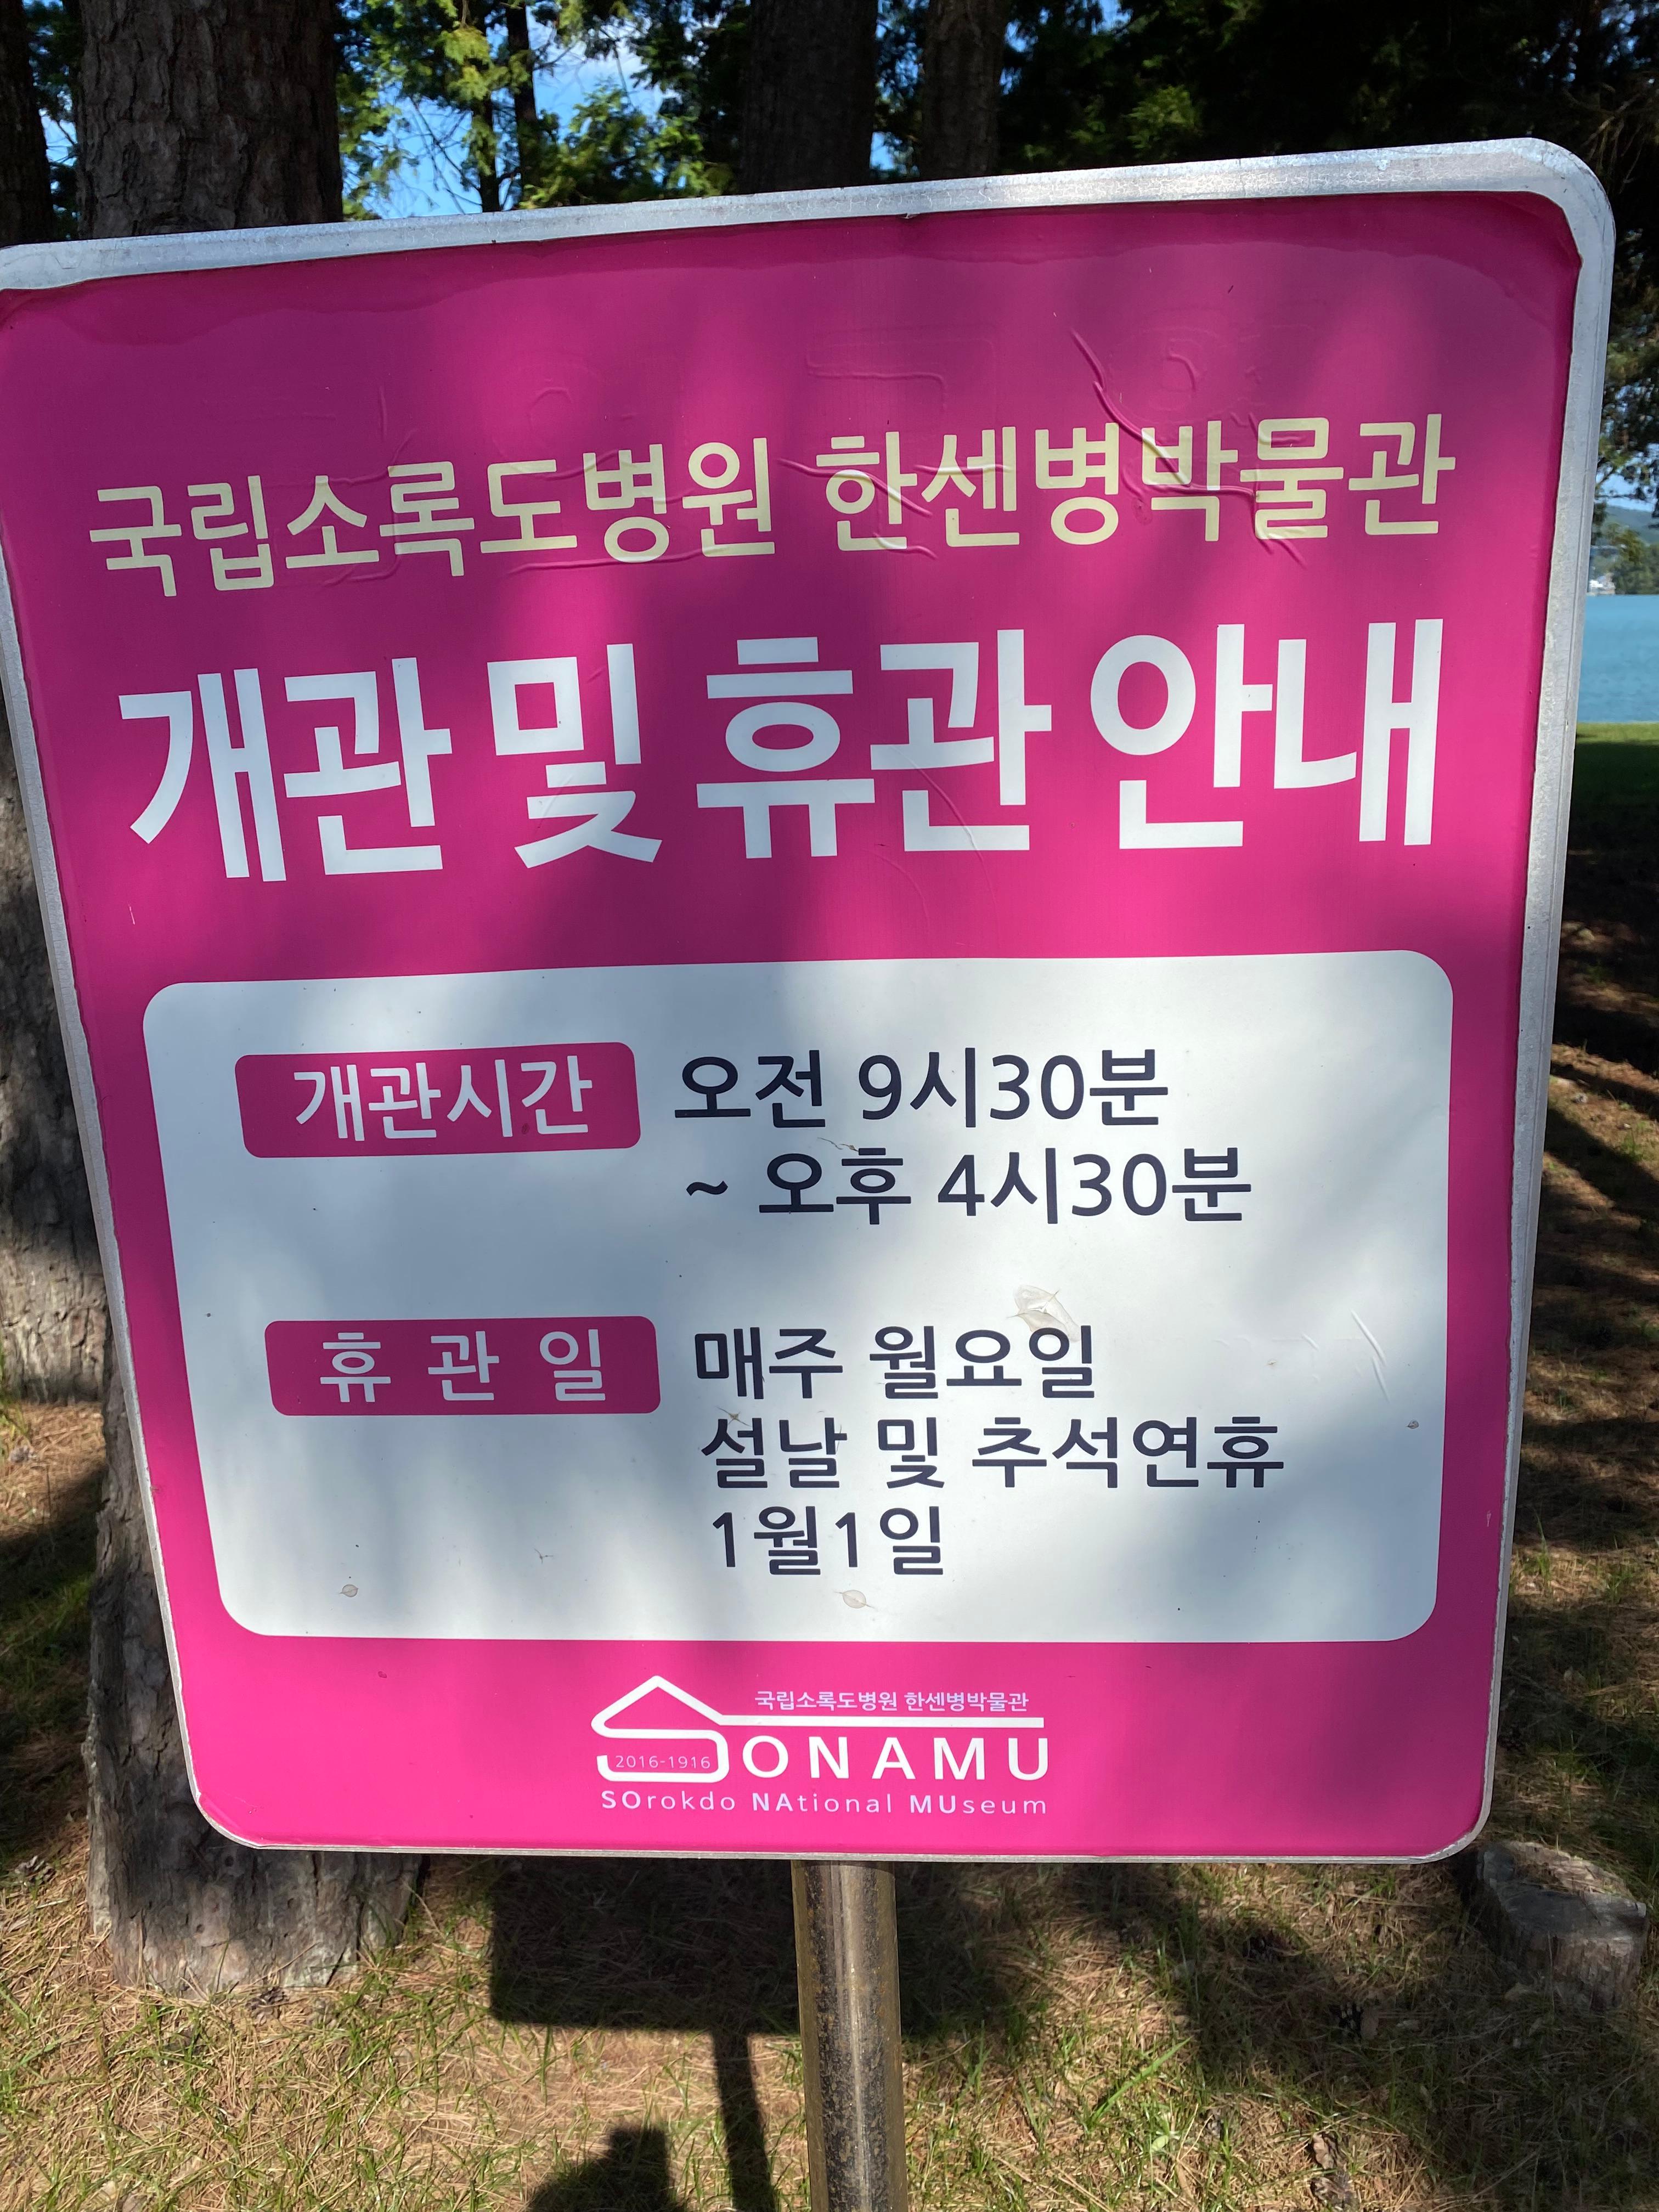 국립소록도병원 한센병박물관
개관 및 휴관 안내
개관시간 오전 9시30분
~ 오후 4시30분
휴 관 일 매주 월요일
설날 및 추석연휴
1월1일
국립소록도병원 한센병박물관
2016-1916 SONAMU
SOrokdo NAtional MUseum